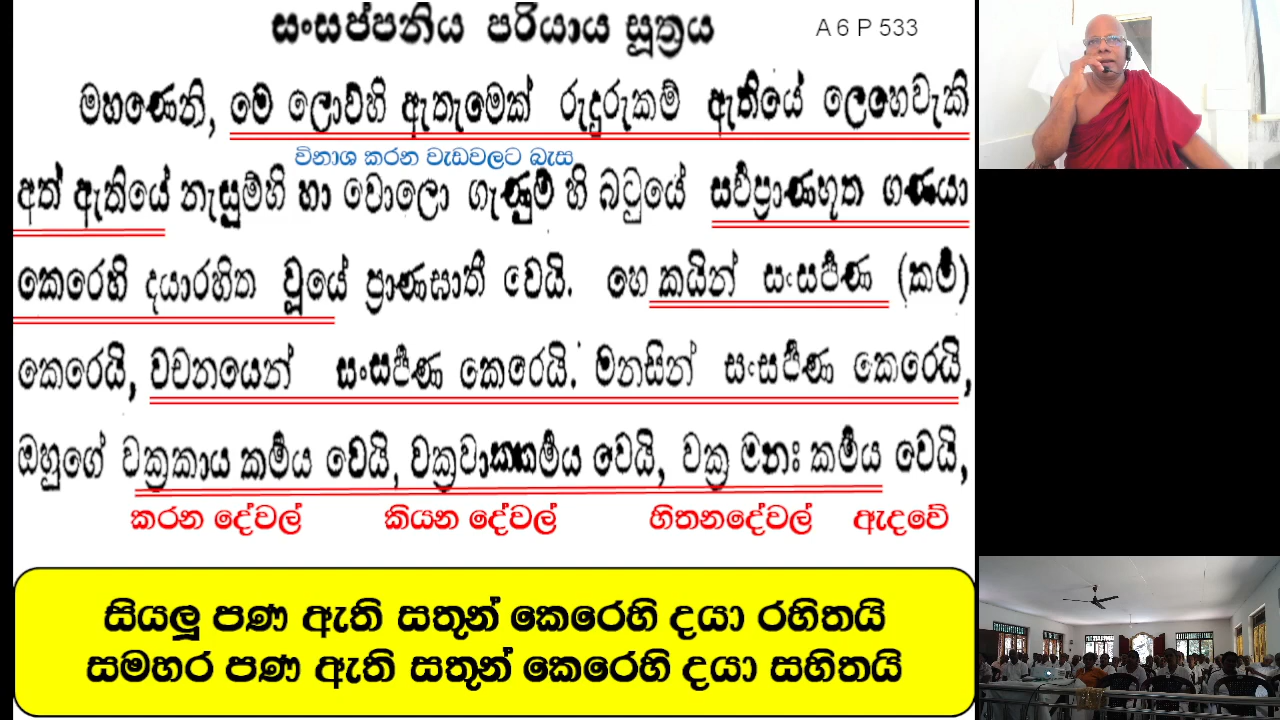 සංසප්පනීය පරියාය සූත්‍රය
A 6 P 533
මහණෙනි, මෙ ලොව්හි ඇතැමෙක් රුදුරුකම් ඇතියේ ලෙහෙවැකි
විනාශ කරන වැඩවලට බැස
අත් ඇතියේ නැසුම්හි හා වොලො ගැණුම් හි බටුයේ සර්‍වප්‍රාණභූත ගණයා
කෙරෙහි දයාරහිත වූයේ ප්‍රාණඝාතී වෙයි. හෙ කයින් සංසර්‍පණ (කර්‍ම)
කෙරෙයි, වචනයෙන් සංසර්‍පණ කෙරෙයි. මනසින් සංසර්‍පණ කෙරෙයි,
ඔහුගේ වක්‍රකාය කර්‍මය වෙයි, වක්‍රවාක්කර්‍මය වෙයි, වක්‍ර මනඃ කර්‍මය වෙයි,
කරන දේවල් කියන දේවල් හිතනදේවල් ඇදවේ
සියලූ පණ ඇති සතුන් කෙරෙහි දයා රහිතයි
සමහර පණ ඇති සතුන් කෙරෙහි දයා සහිතයි